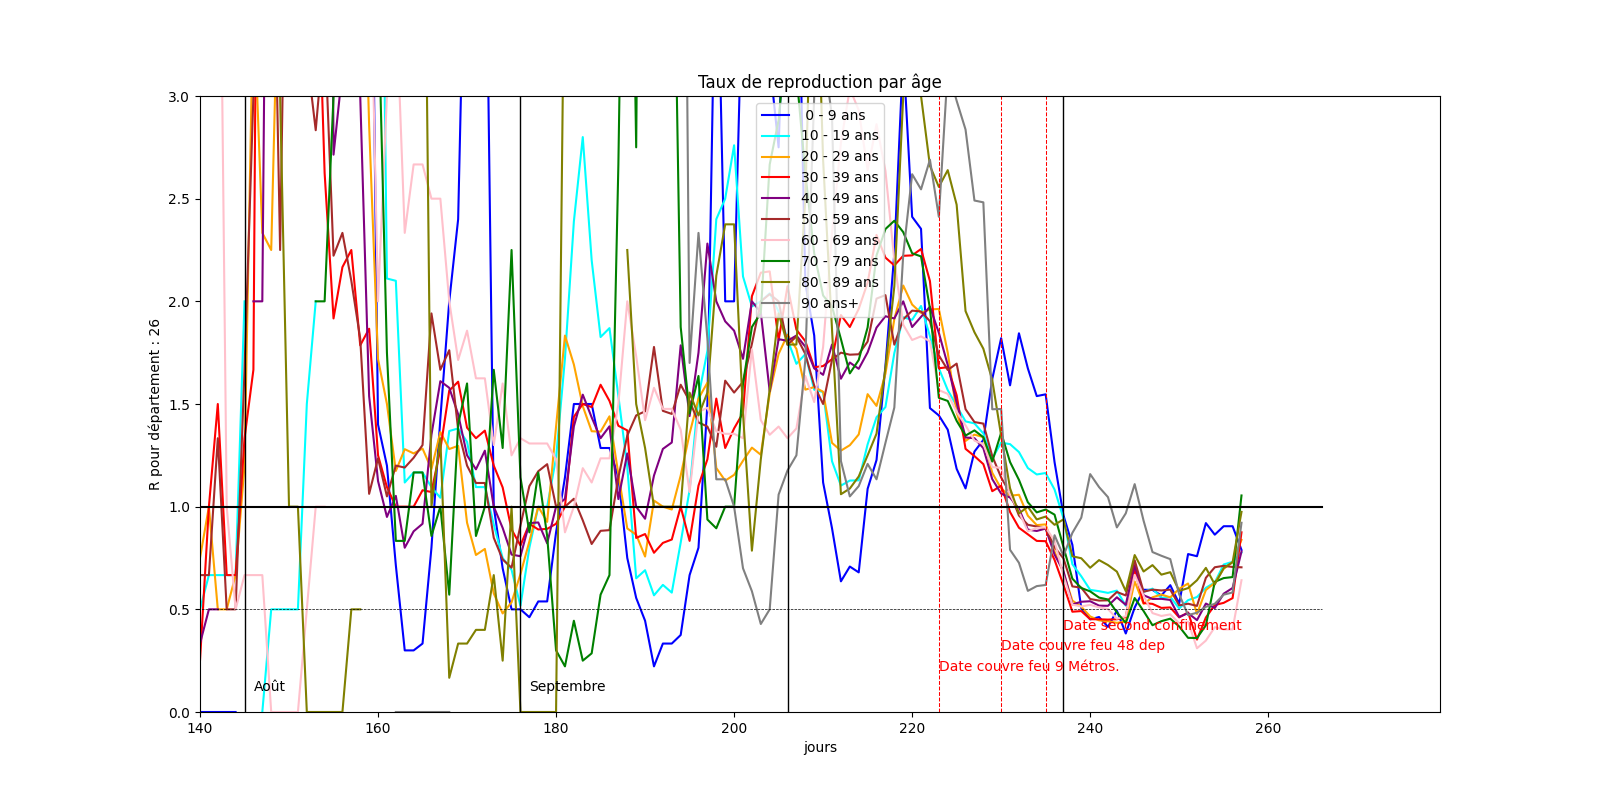 Taux de reproduction par âge
R pour département : 26
3.0
2.5
2.0
1.5
1.0
0.5
0.0
0 - 9 ans
10 - 19 ans
20 - 29 ans
30 - 39 ans
40 - 49 ans
50 - 59 ans
60 - 69 ans
70 - 79 ans
80 - 89 ans
90 ans+
Date second confinement
Date couvre feu 48 dep
Date couvre feu 9 Métros.
Août
Septembre
140
160
180
200
220
240
260
jours